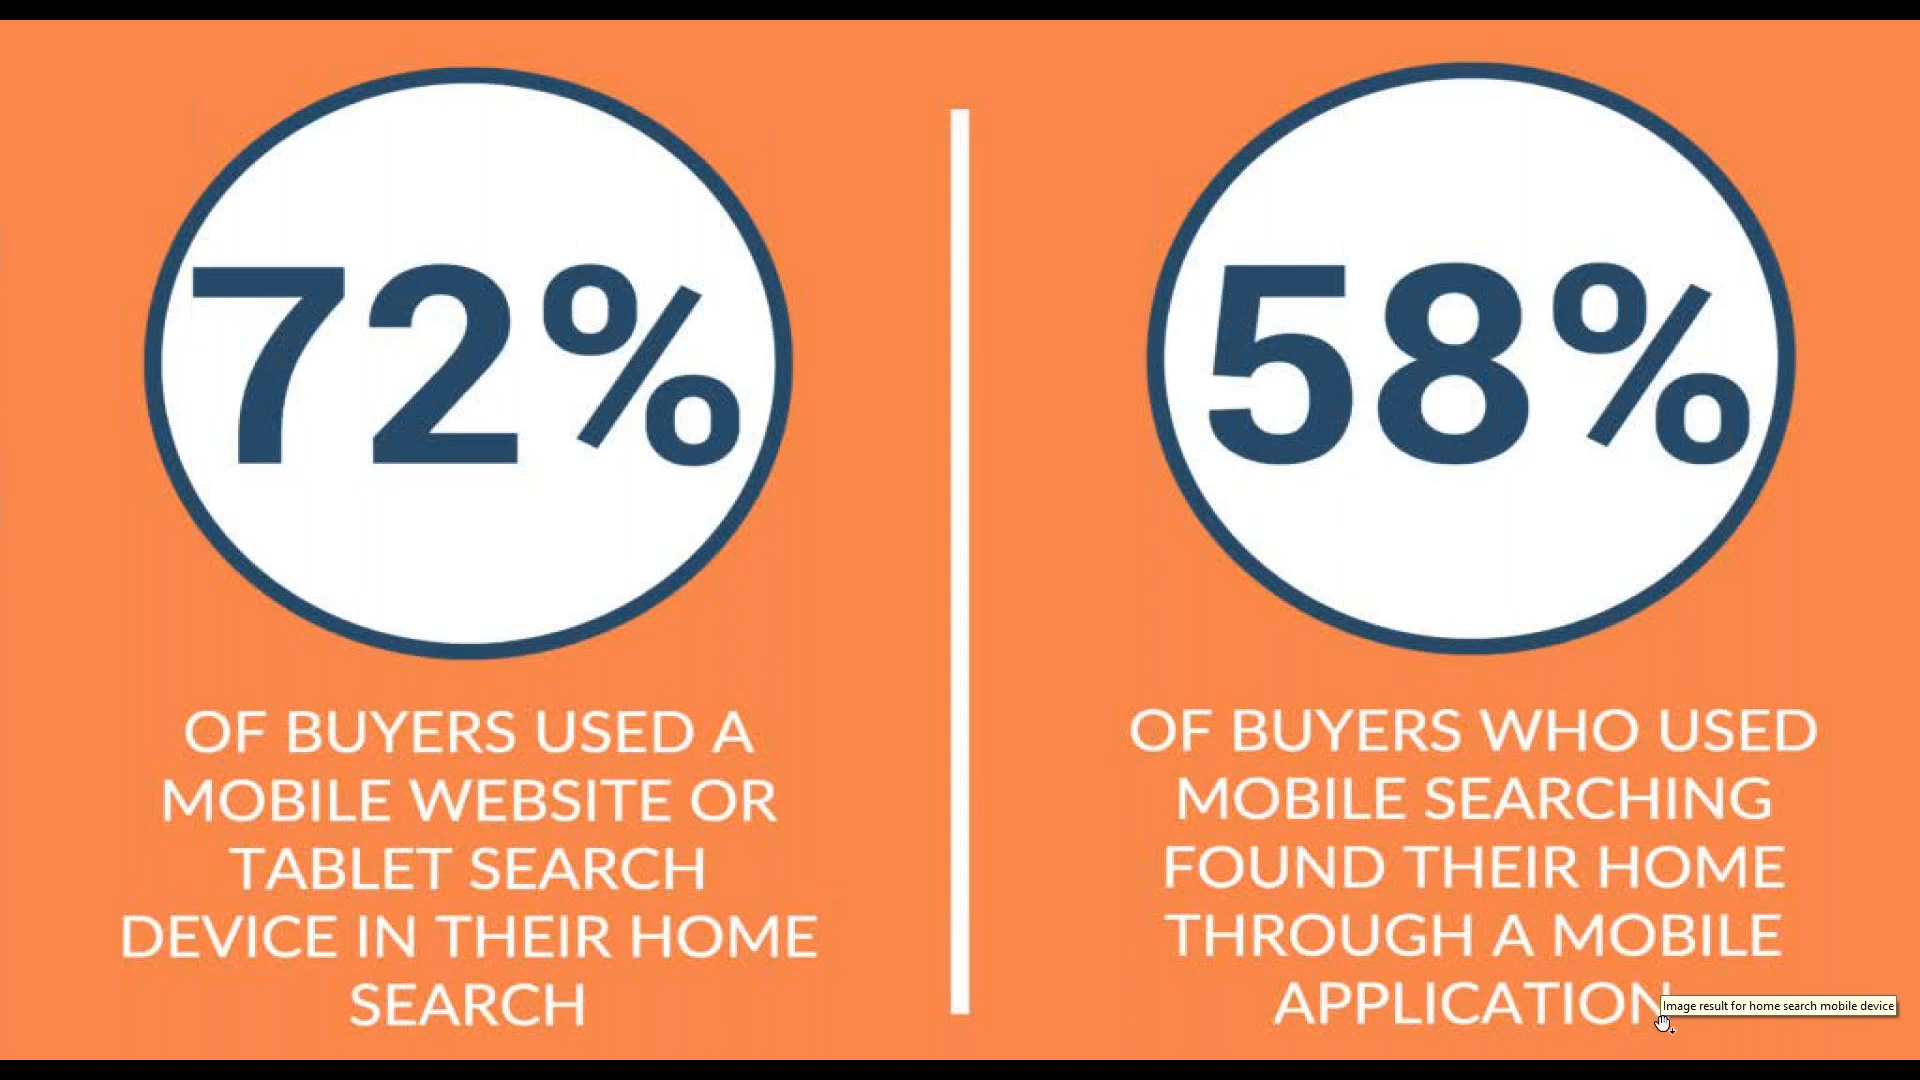 72%
OF BUYERS USED A
MOBILE WEBSITE OR
TABLET SEARCH
DEVICE IN THEIR HOME
SEARCH
58%
OF BUYERS WHO USED
MOBILE SEARCHING
FOUND THEIR HOME
THROUGH A MOBILE
APPLICATION
Image result for home search mobile device